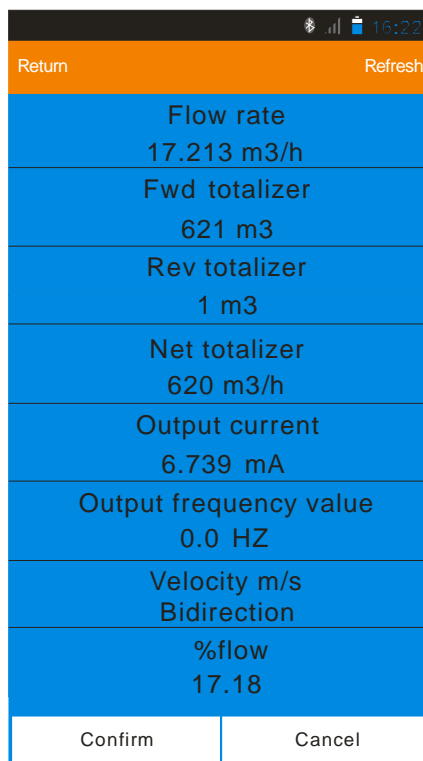 16:22
Return Refresh
Flow rate
17.213 m3/h
Fwd totalizer
621 m3
Rev totalizer
1 m3
Net totalizer
620 m3/h
Output current
6.739 mA
Output frequency value
0.0 HZ
Velocity m/s
Bidirection
%flow
17.18
Confirm Cancel